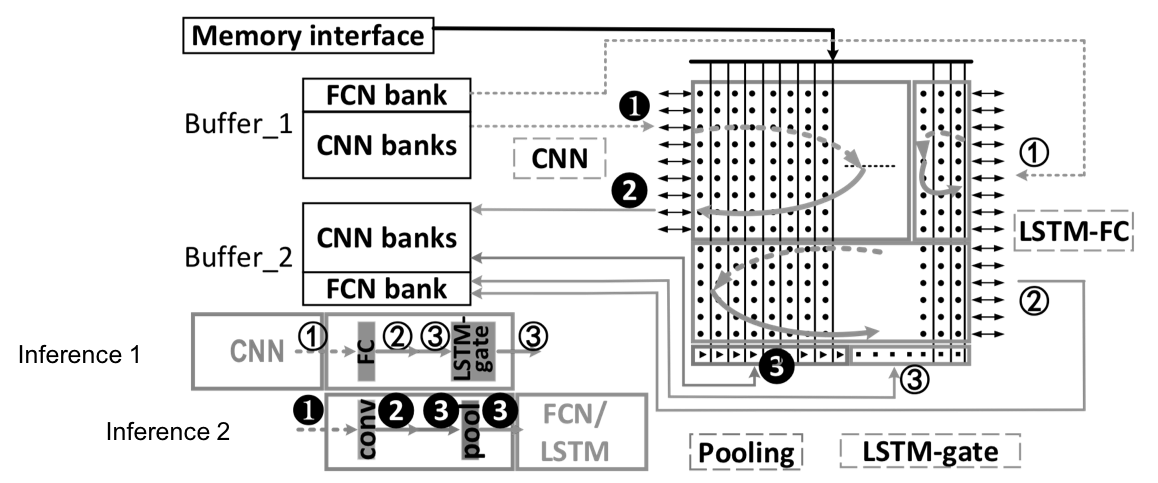 Memory interface
FCN bank
Buffer_1
CNN banks
❶
CNN
①
❷
CNN banks
LSTM-FC
Buffer_2
FCN bank
②
Inference 1
CNN
①
FC
②
③
LSTM-
gate
③
❸
③
Inference 2
❶
conv
❷
❸
pool
❸
FCN/
LSTM
Pooling
LSTM-gate